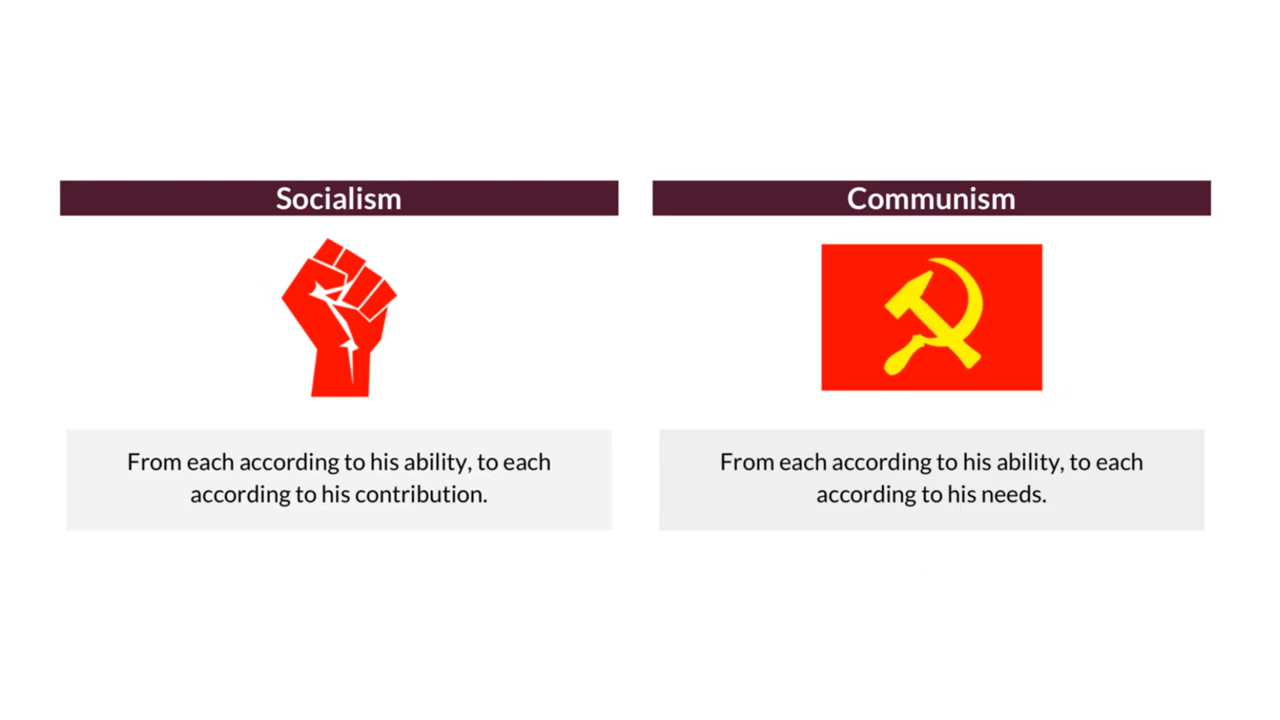 Socialism
From each according to his ability, to each
according to his contribution.
Communism
From each according to his ability, to each
according to his needs.